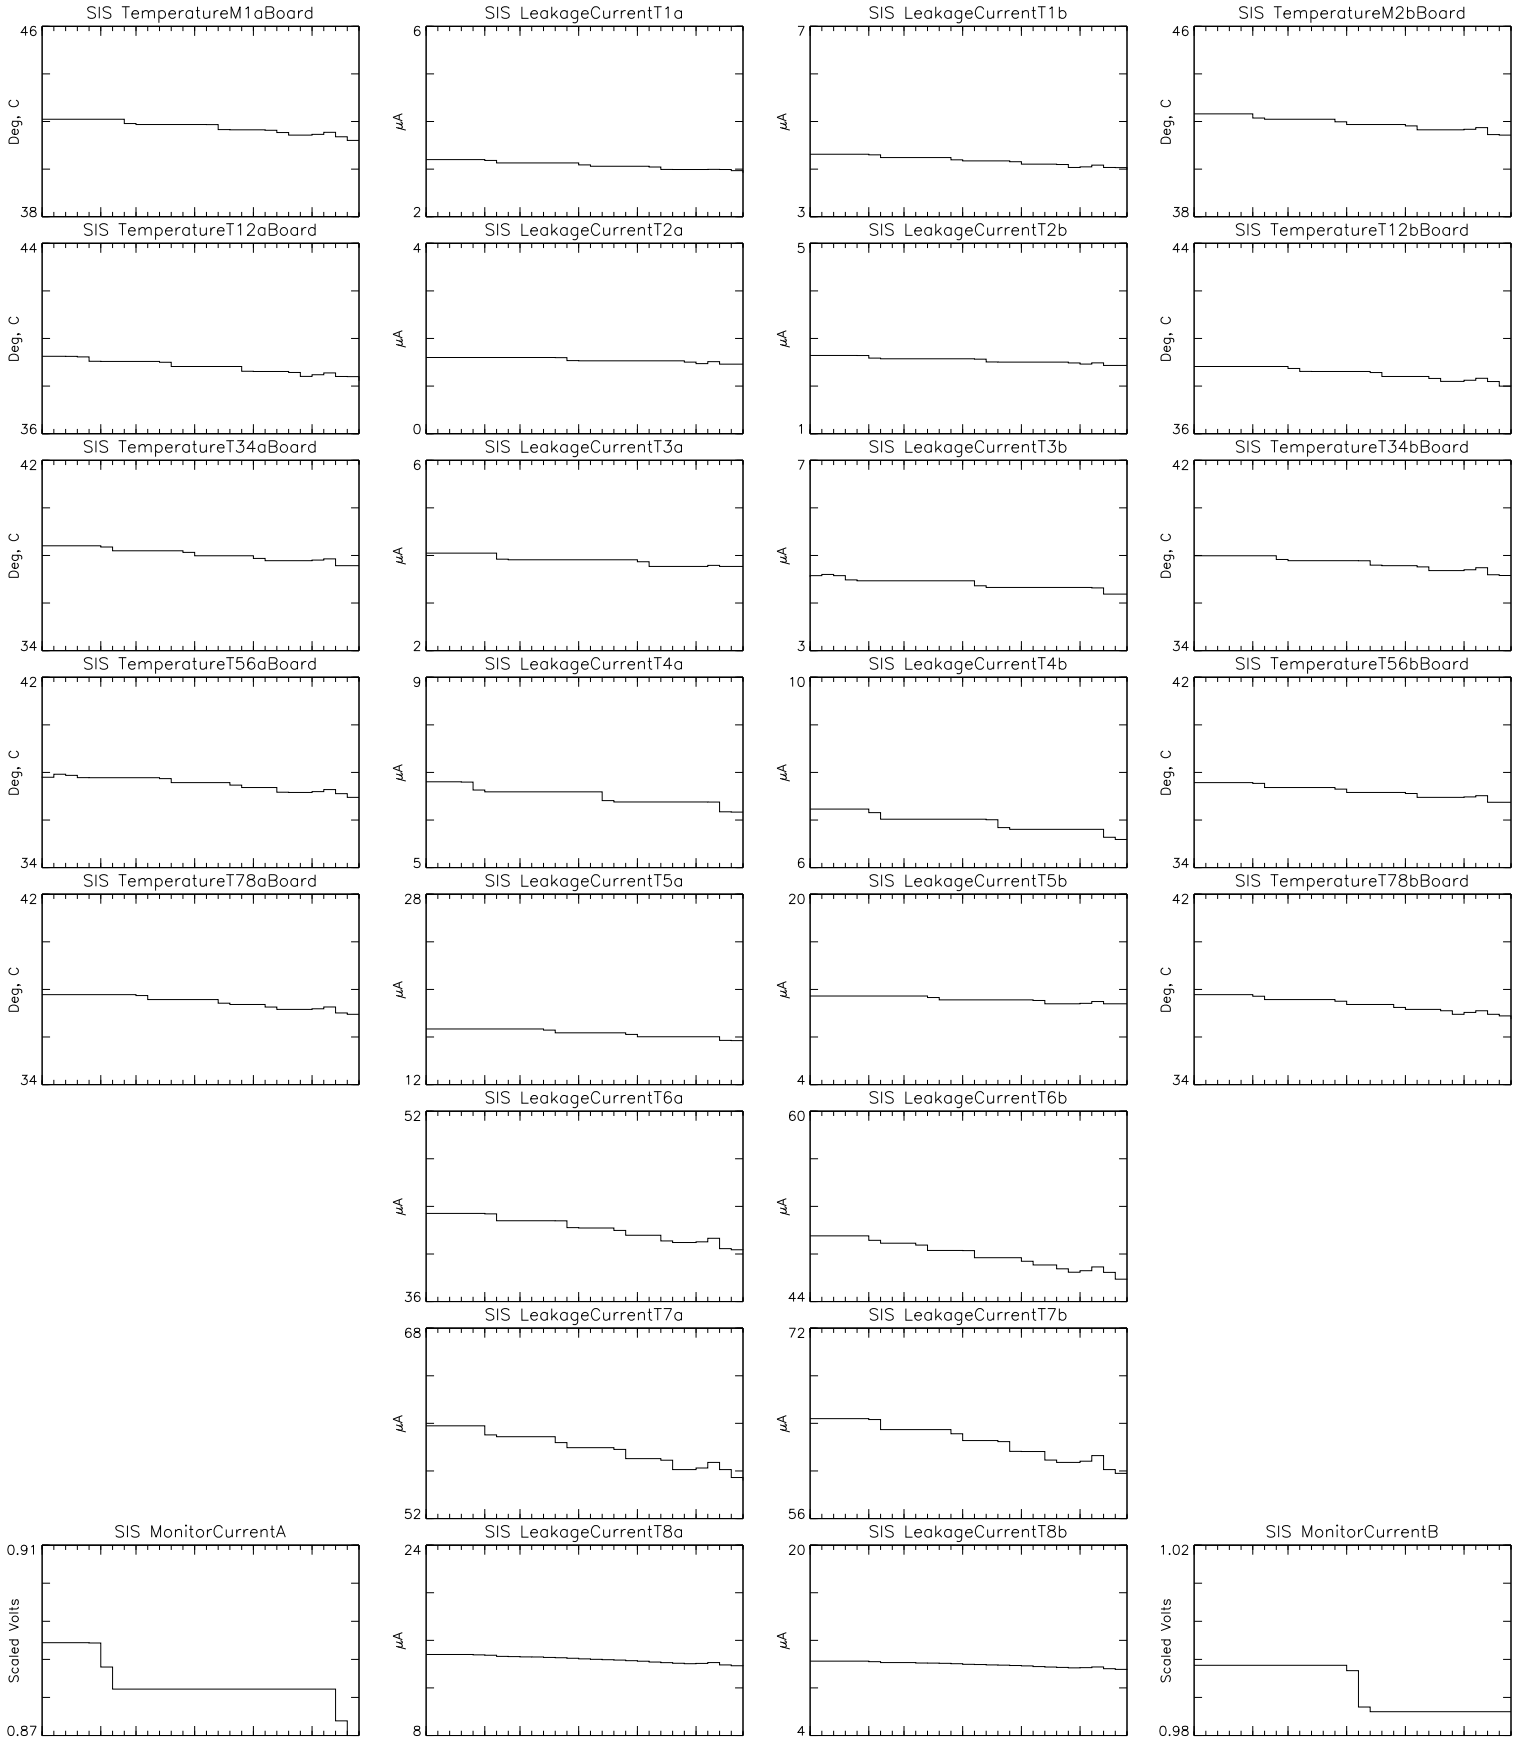 SIS TemperatureM1aBoard
46
Deg, C
38
SIS LeakageCurrentT1a
6
μA
2
SIS LeakageCurrentT1b
7
μA
3
SIS TemperatureM2bBoard
46
Deg, C
38
SIS TemperatureT12aBoard
44
Deg, C
36
SIS LeakageCurrentT2a
4
μA
0
SIS LeakageCurrentT2b
5
μA
1
SIS TemperatureT12bBoard
44
Deg, C
36
SIS TemperatureT34aBoard
42
Deg, C
34
SIS LeakageCurrentT3a
6
μA
2
SIS LeakageCurrentT3b
7
μA
3
SIS TemperatureT34bBoard
42
Deg, C
34
SIS TemperatureT56aBoard
42
Deg, C
34
SIS LeakageCurrentT4a
9
μA
5
SIS LeakageCurrentT4b
10
μA
6
SIS TemperatureT56bBoard
42
Deg, C
34
SIS TemperatureT78aBoard
42
Deg, C
34
SIS LeakageCurrentT5a
28
μA
12
SIS LeakageCurrentT5b
20
μA
4
SIS TemperatureT78bBoard
42
Deg, C
34
SIS LeakageCurrentT6a
52
μA
36
SIS LeakageCurrentT6b
60
μA
44
SIS LeakageCurrentT7a
68
μA
52
SIS LeakageCurrentT7b
72
μA
56
SIS MonitorCurrentA
0.91
Scaled Volts
0.87
SIS LeakageCurrentT8a
24
μA
8
SIS LeakageCurrentT8b
20
μA
4
SIS MonitorCurrentB
1.02
Scaled Volts
0.98